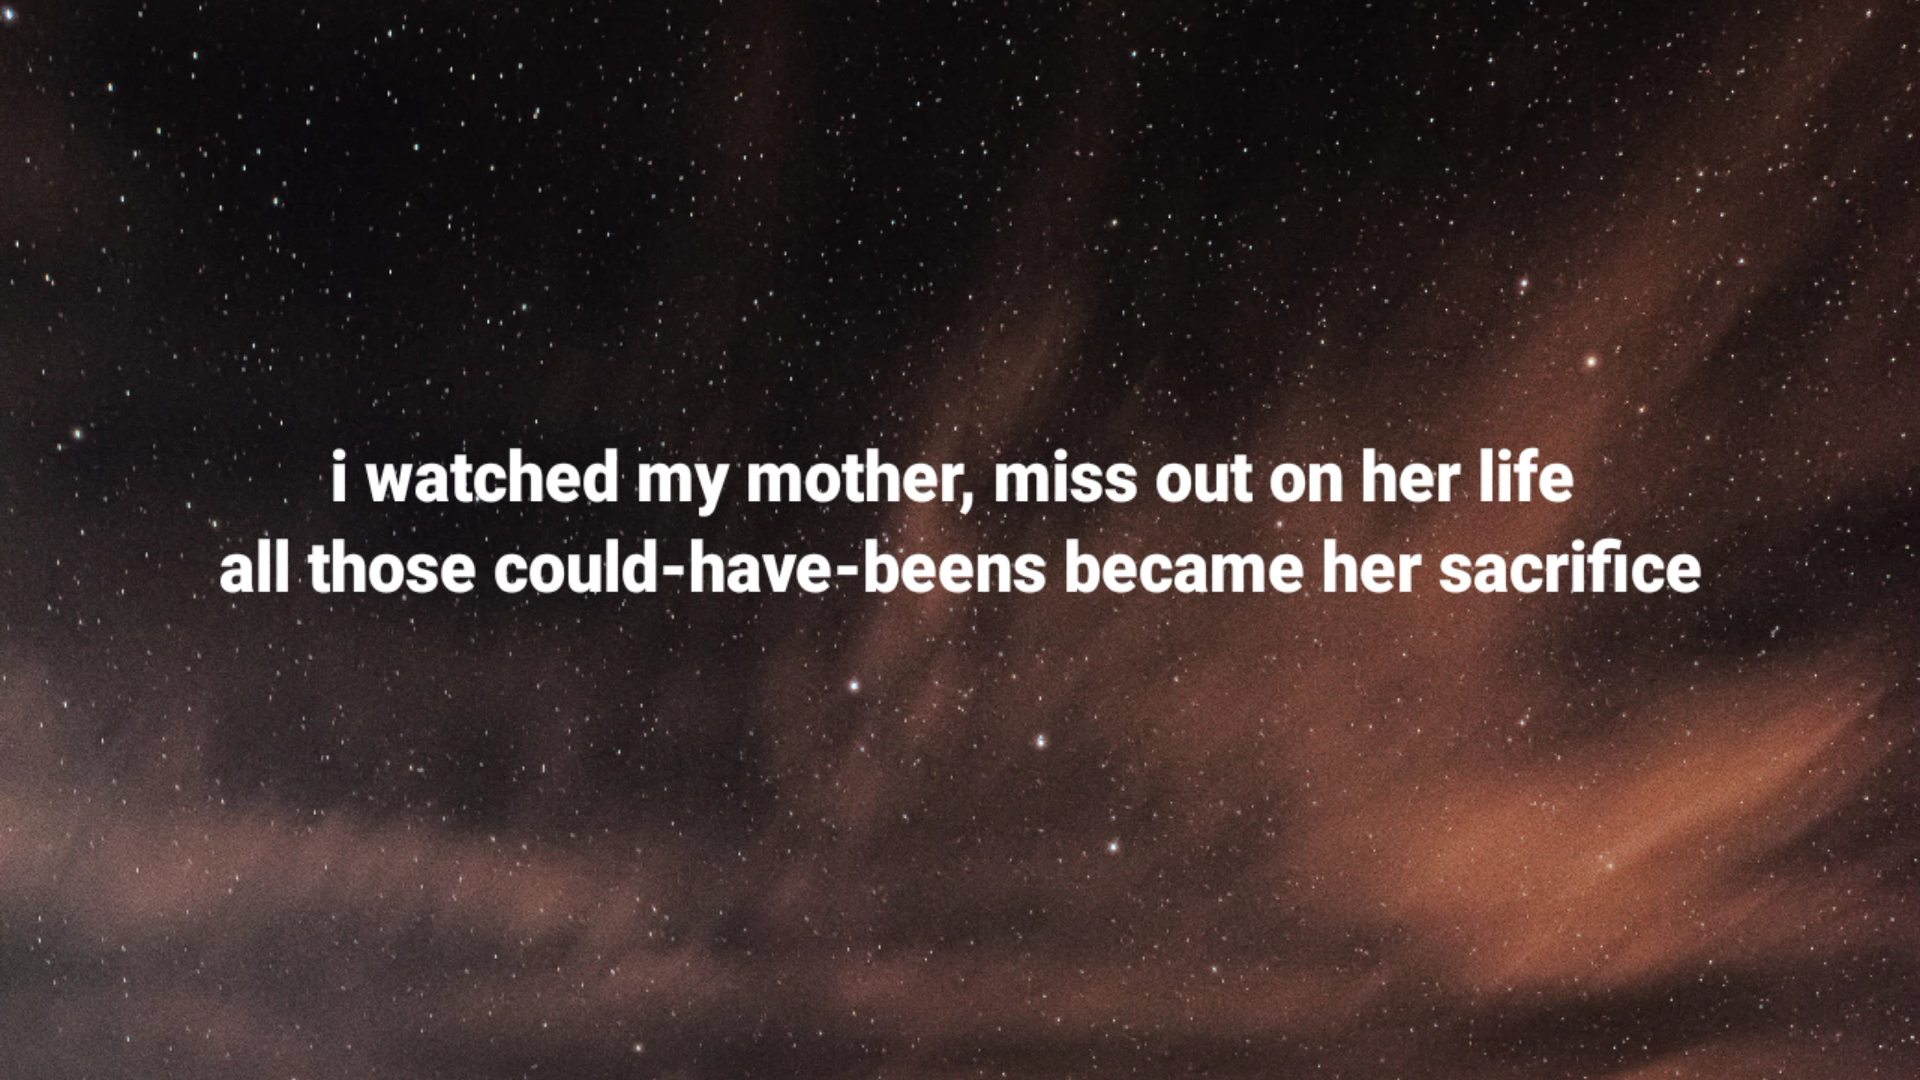 i watched my mother, miss out on her life
all those could-have-beens became her sacrifice